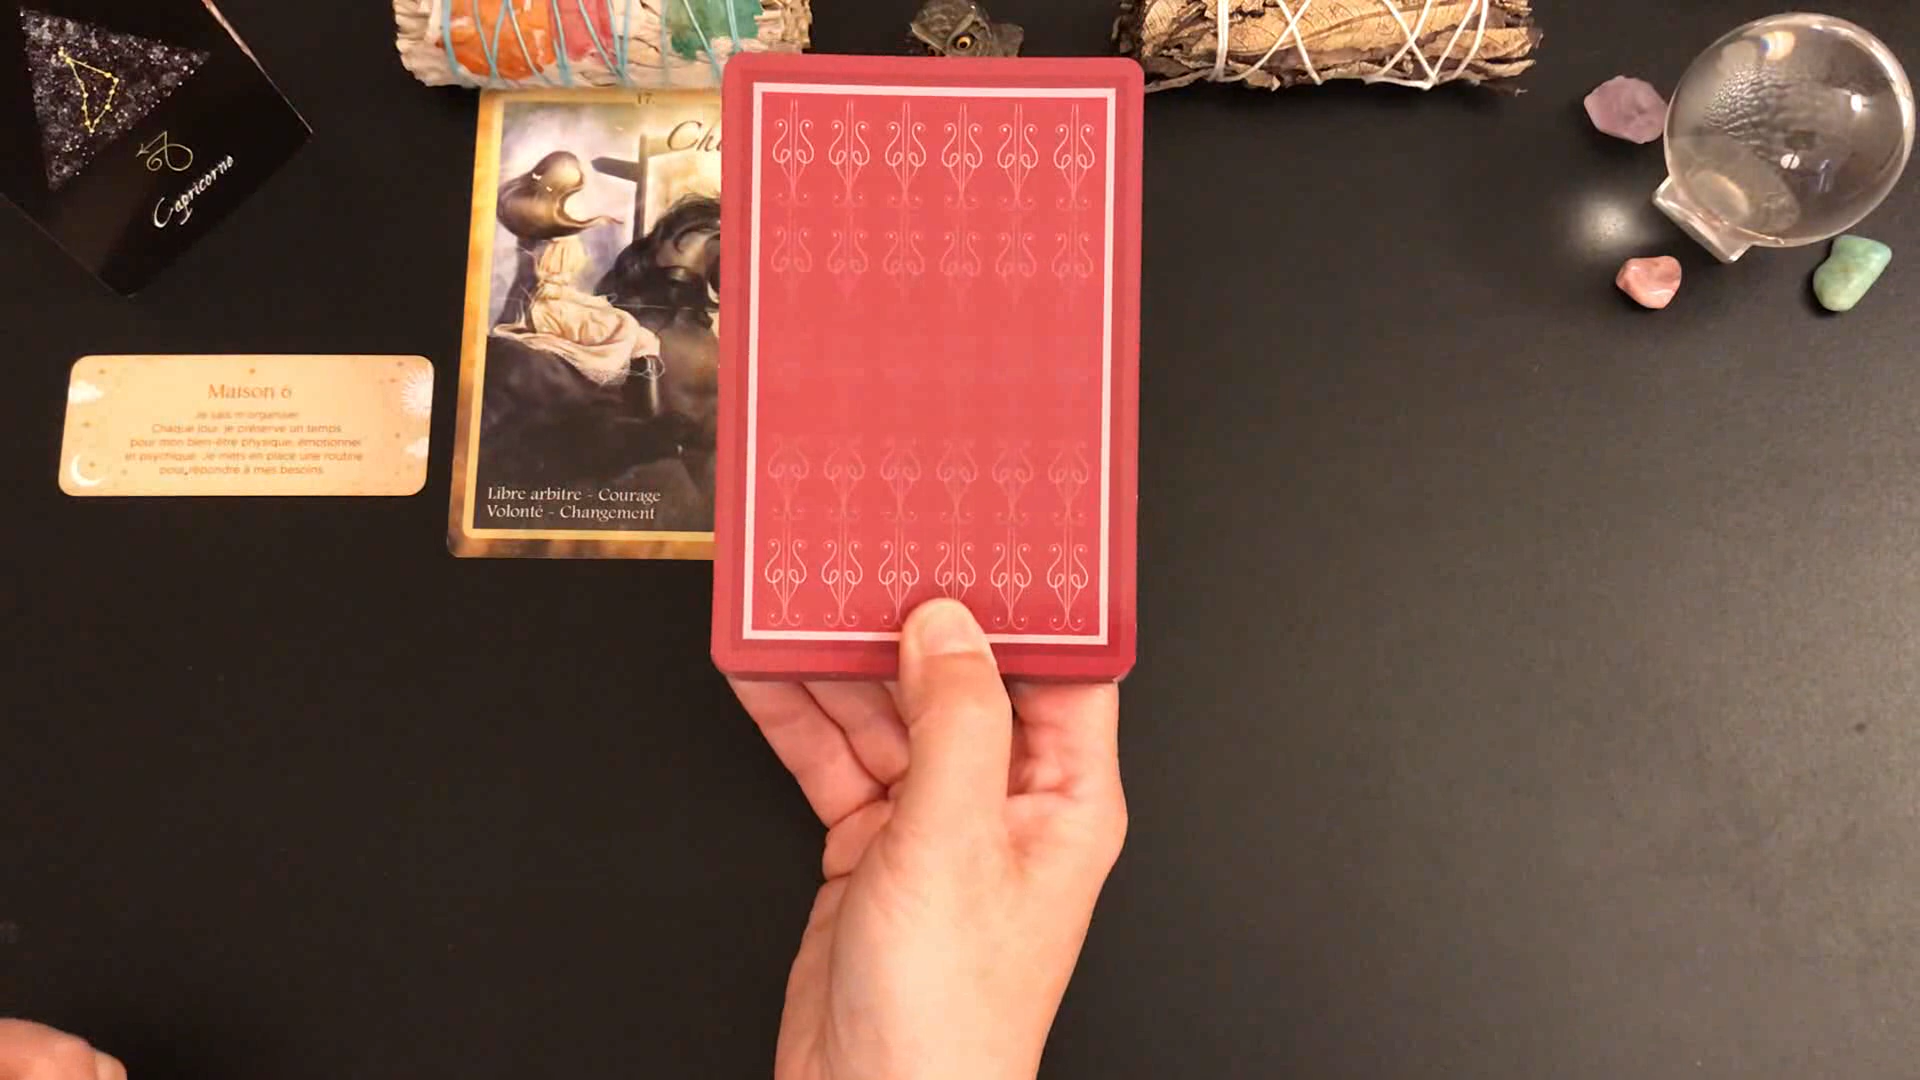 Capricorne
17.
Maison 6
Je sais m'organiser.
Chaque jour, je préserve un temps
pour mon bien-être physique, émotionnel
et psychique. Je mets en place une routine
pour répondre à mes besoins.
Libre arbitre - Courage
Volonté - Changement